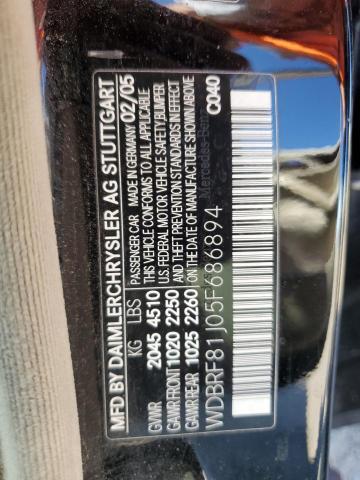 MFD BY DAIMLERCHRYSLER AG STUTTGART
KG LBS PASSENGER CAR MADE IN GERMANY 02/05
GVWR 2045 4510 THIS VEHICLE CONFORMS TO ALL APPLICABLE
U.S. FEDERAL MOTOR VEHICLE SAFETY/BUMPER
GAWR FRONT 1020 2250 AND THEFT PREVENTION STANDARDS IN EFFECT
GAWR REAR 1025 2260 ON THE DATE OF MANUFACTURE SHOWN ABOVE
Mercedes-Benz
WDBRF81J05F686894 C040